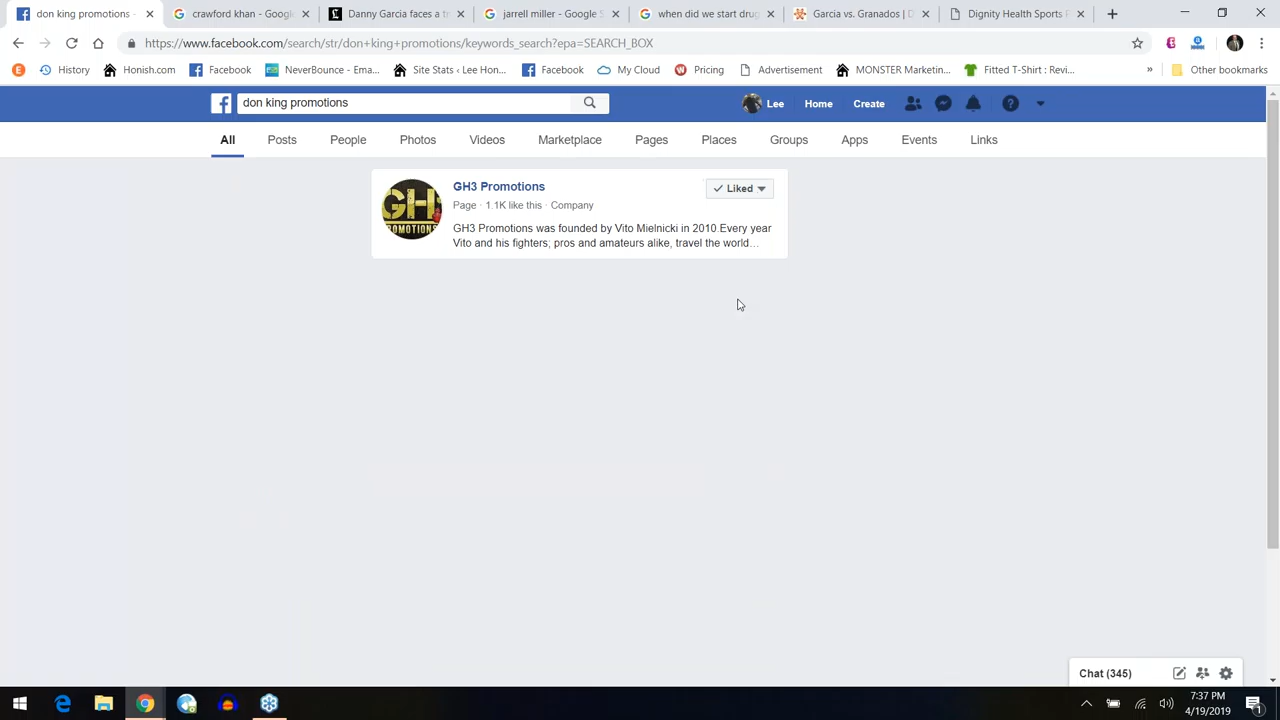 don king promotions -
crawford khan - Google
Danny Garcia faces a t
jarrell miller - Google S
when did we start drug
Garcia vs. Granados | D
Dignity Health Sports P
https://www.facebook.com/search/str/don+king+promotions/keywords_search?epa=SEARCH_BOX
History
Honish.com
Facebook
NeverBounce - Ema...
Site Stats ‹ Lee Hon...
Facebook
My Cloud
Pricing
Advertisement
MONSTER Marketin...
Fitted T-Shirt : Revi...
»
Other bookmarks
don king promotions
Lee
Home
Create
All
Posts
People
Photos
Videos
Marketplace
Pages
Places
Groups
Apps
Events
Links
GH3 Promotions
Liked
Page · 1.1K like this · Company
GH3 Promotions was founded by Vito Mielnicki in 2010.Every year
Vito and his fighters; pros and amateurs alike, travel the world...
GH
PROMOTIONS
Chat (345)
7:37 PM
4/19/2019